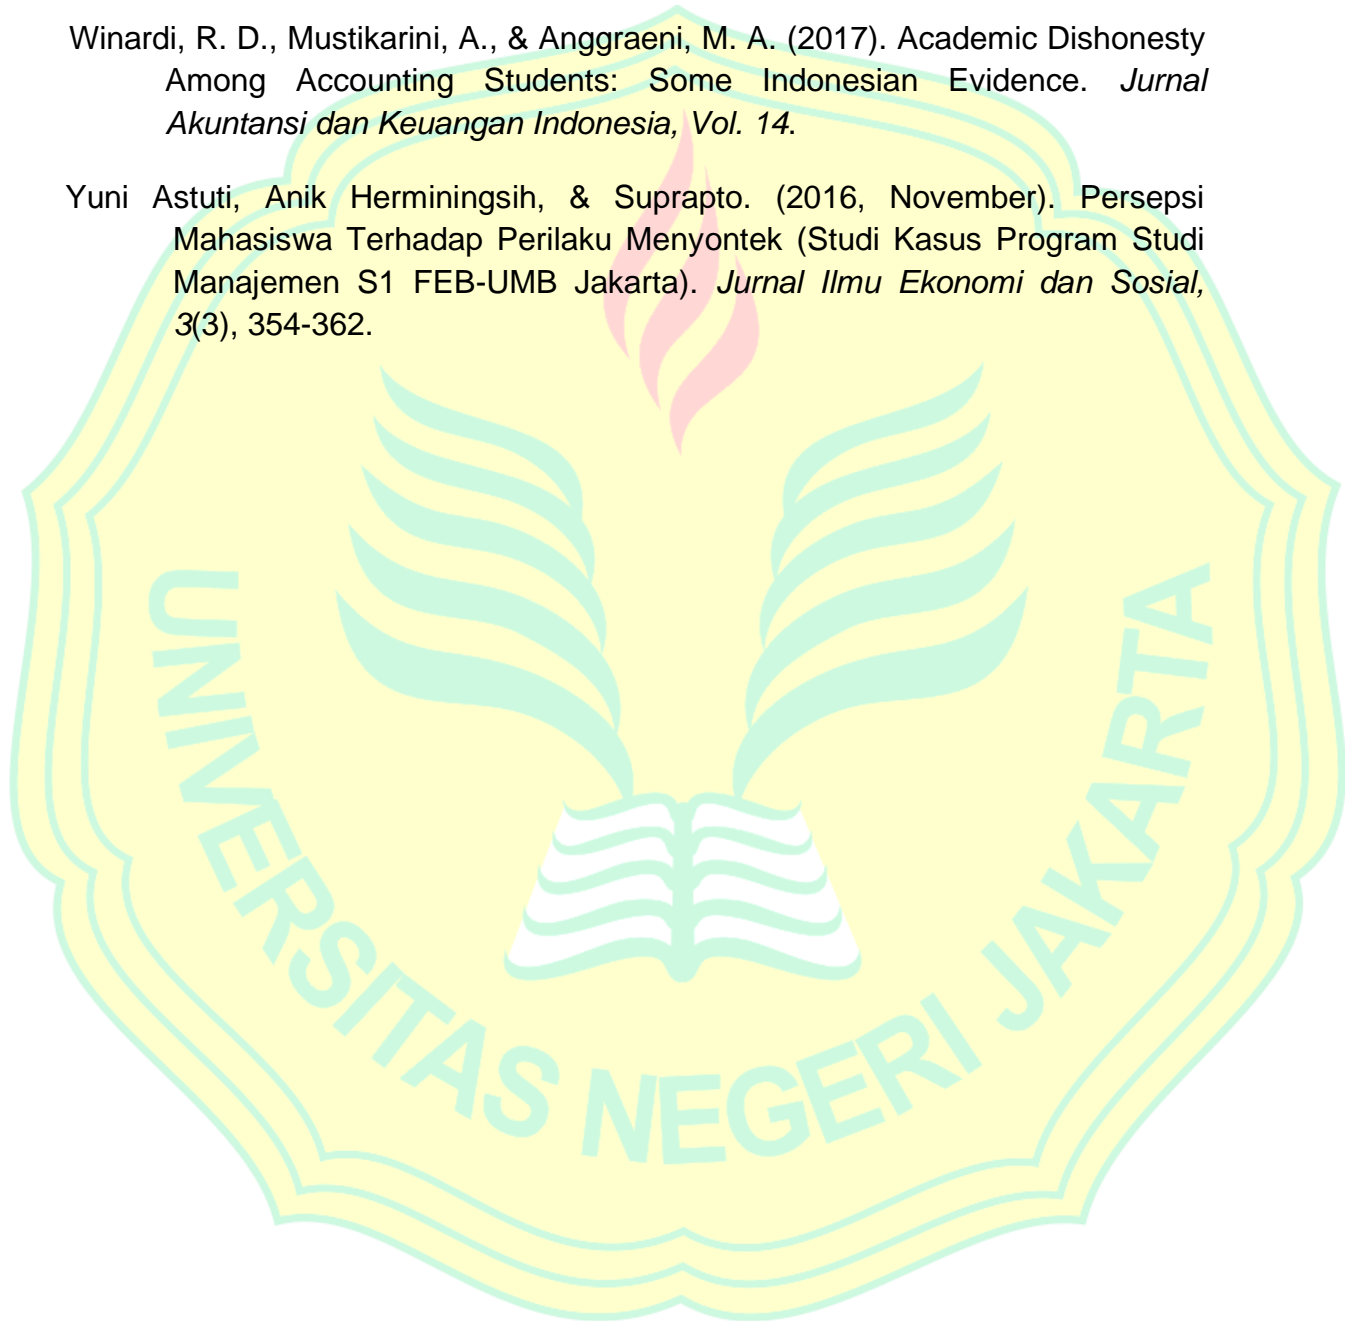 Winardi, R. D., Mustikarini, A., & Anggraeni, M. A. (2017). Academic Dishonesty
Among Accounting Students: Some Indonesian Evidence. Jurnal
Akuntansi dan Keuangan Indonesia, Vol. 14.
Yuni Astuti, Anik Herminingsih, & Suprapto. (2016, November). Persepsi
Mahasiswa Terhadap Perilaku Menyontek (Studi Kasus Program Studi
Manajemen S1 FEB-UMB Jakarta). Jurnal Ilmu Ekonomi dan Sosial,
3(3), 354-362.
UNIVERSITAS NEGERI JAKARTA